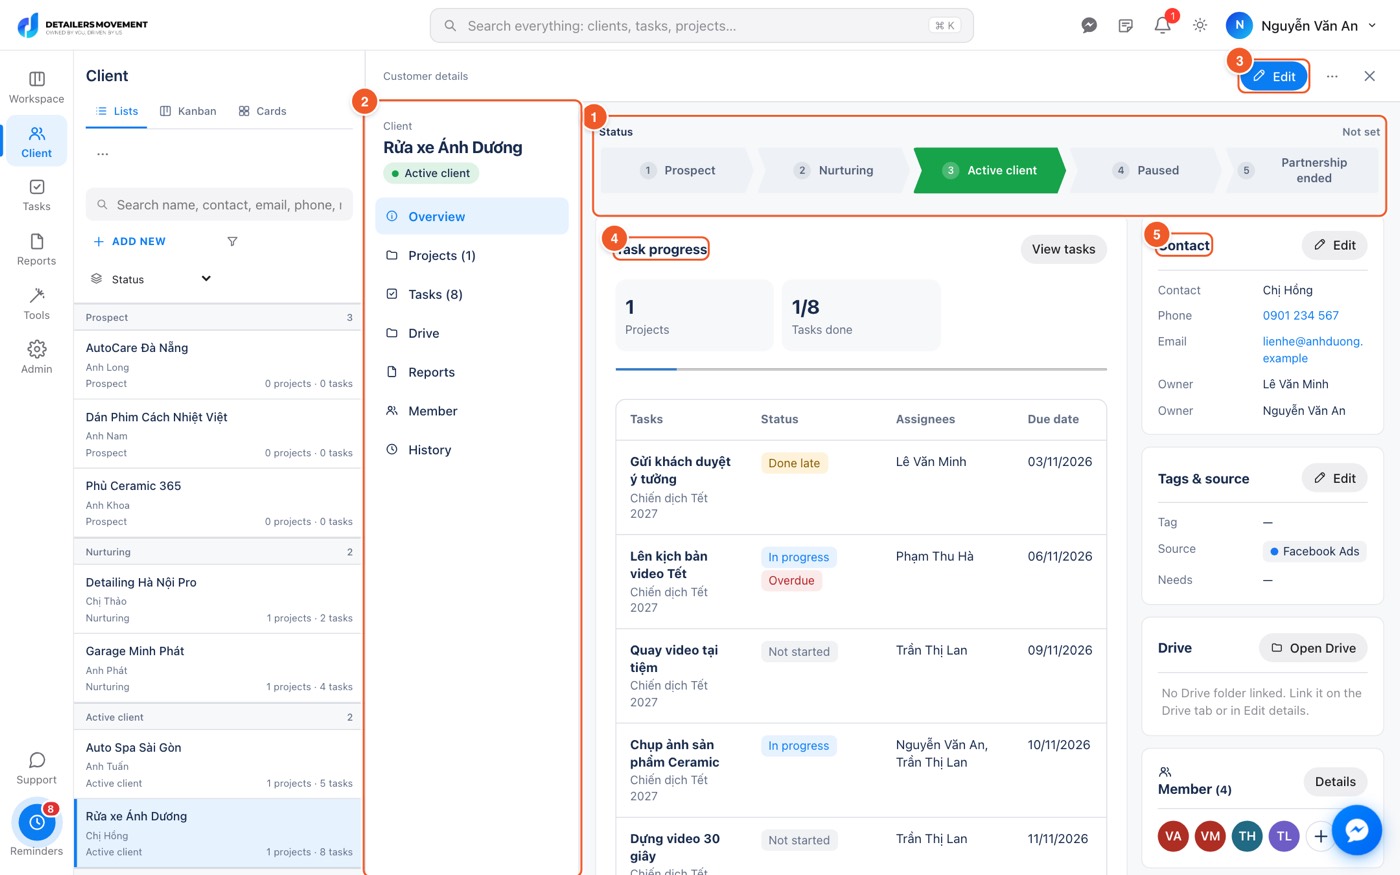 DETAILERS MOVEMENT
OWNED BY YOU, DRIVEN BY US
Search everything: clients, tasks, projects...
⌘ K
1
N
Nguyễn Văn An
Workspace
Client
Tasks
Reports
Tools
Admin
Support
8
Reminders
Client
Lists
Kanban
Cards
...
Search name, contact, email, phone, r
+ ADD NEW
Status
Prospect 3
AutoCare Đà Nẵng
Anh Long
Prospect 0 projects · 0 tasks
Dán Phim Cách Nhiệt Việt
Anh Nam
Prospect 0 projects · 0 tasks
Phủ Ceramic 365
Anh Khoa
Prospect 0 projects · 0 tasks
Nurturing 2
Detailing Hà Nội Pro
Chị Thảo
Nurturing 1 projects · 2 tasks
Garage Minh Phát
Anh Phát
Nurturing 1 projects · 4 tasks
Active client 2
Auto Spa Sài Gòn
Anh Tuấn
Active client 1 projects · 5 tasks
Rửa xe Ánh Dương
Chị Hồng
Active client 1 projects · 8 tasks
Customer details
3
Edit
...
2
Client
Rửa xe Ánh Dương
Active client
Overview
Projects (1)
Tasks (8)
Drive
Reports
Member
History
1
Status
Not set
1 Prospect
2 Nurturing
3 Active client
4 Paused
5 Partnership
ended
4
Task progress
View tasks
1
Projects
1/8
Tasks done
Tasks Status Assignees Due date
Gửi khách duyệt
ý tưởng
Chiến dịch Tết
2027
Done late
Lê Văn Minh
03/11/2026
Lên kịch bản
video Tết
Chiến dịch Tết
2027
In progress
Overdue
Phạm Thu Hà
06/11/2026
Quay video tại
tiệm
Chiến dịch Tết
2027
Not started
Trần Thị Lan
09/11/2026
Chụp ảnh sản
phẩm Ceramic
Chiến dịch Tết
2027
In progress
Nguyễn Văn An,
Trần Thị Lan
10/11/2026
Dựng video 30
giây
Chiến dịch Tết
Not started
Trần Thị Lan
11/11/2026
5
Contact
Edit
Contact Chị Hồng
Phone 0901 234 567
Email lienhe@anhduong.
example
Owner Lê Văn Minh
Owner Nguyễn Văn An
Tags & source
Edit
Tag —
Source Facebook Ads
Needs —
Drive
Open Drive
No Drive folder linked. Link it on the
Drive tab or in Edit details.
Member (4)
Details
VA VM TH TL +